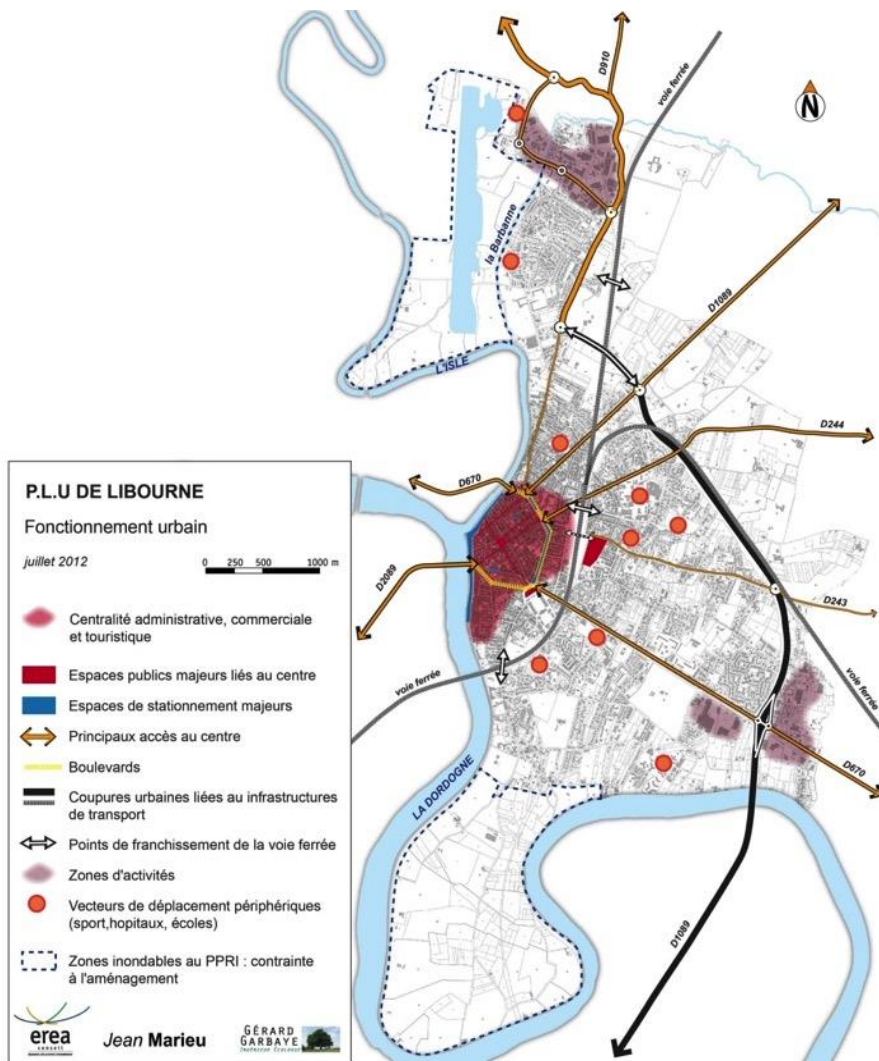 D910
voie ferrée
N
la Barbanne
D1089
L'ISLE
D244
D670
D2089
D243
voie ferrée
voie ferrée
D670
LA DORDOGNE
D1089
P.L.U DE LIBOURNE
Fonctionnement urbain
juillet 2012
0 250 500 1000 m
Centralité administrative, commerciale
et touristique
Espaces publics majeurs liés au centre
Espaces de stationnement majeurs
Principaux accès au centre
Boulevards
Coupures urbaines liées au infrastructures
de transport
Points de franchissement de la voie ferrée
Zones d'activités
Vecteurs de déplacement périphériques
(sport,hopitaux, écoles)
Zones inondables au PPRI : contrainte
à l'aménagement
erea
conseil
Jean Marieu
GÉRARD
GARBAYE
INGÉNIEUR ECOLOGUE